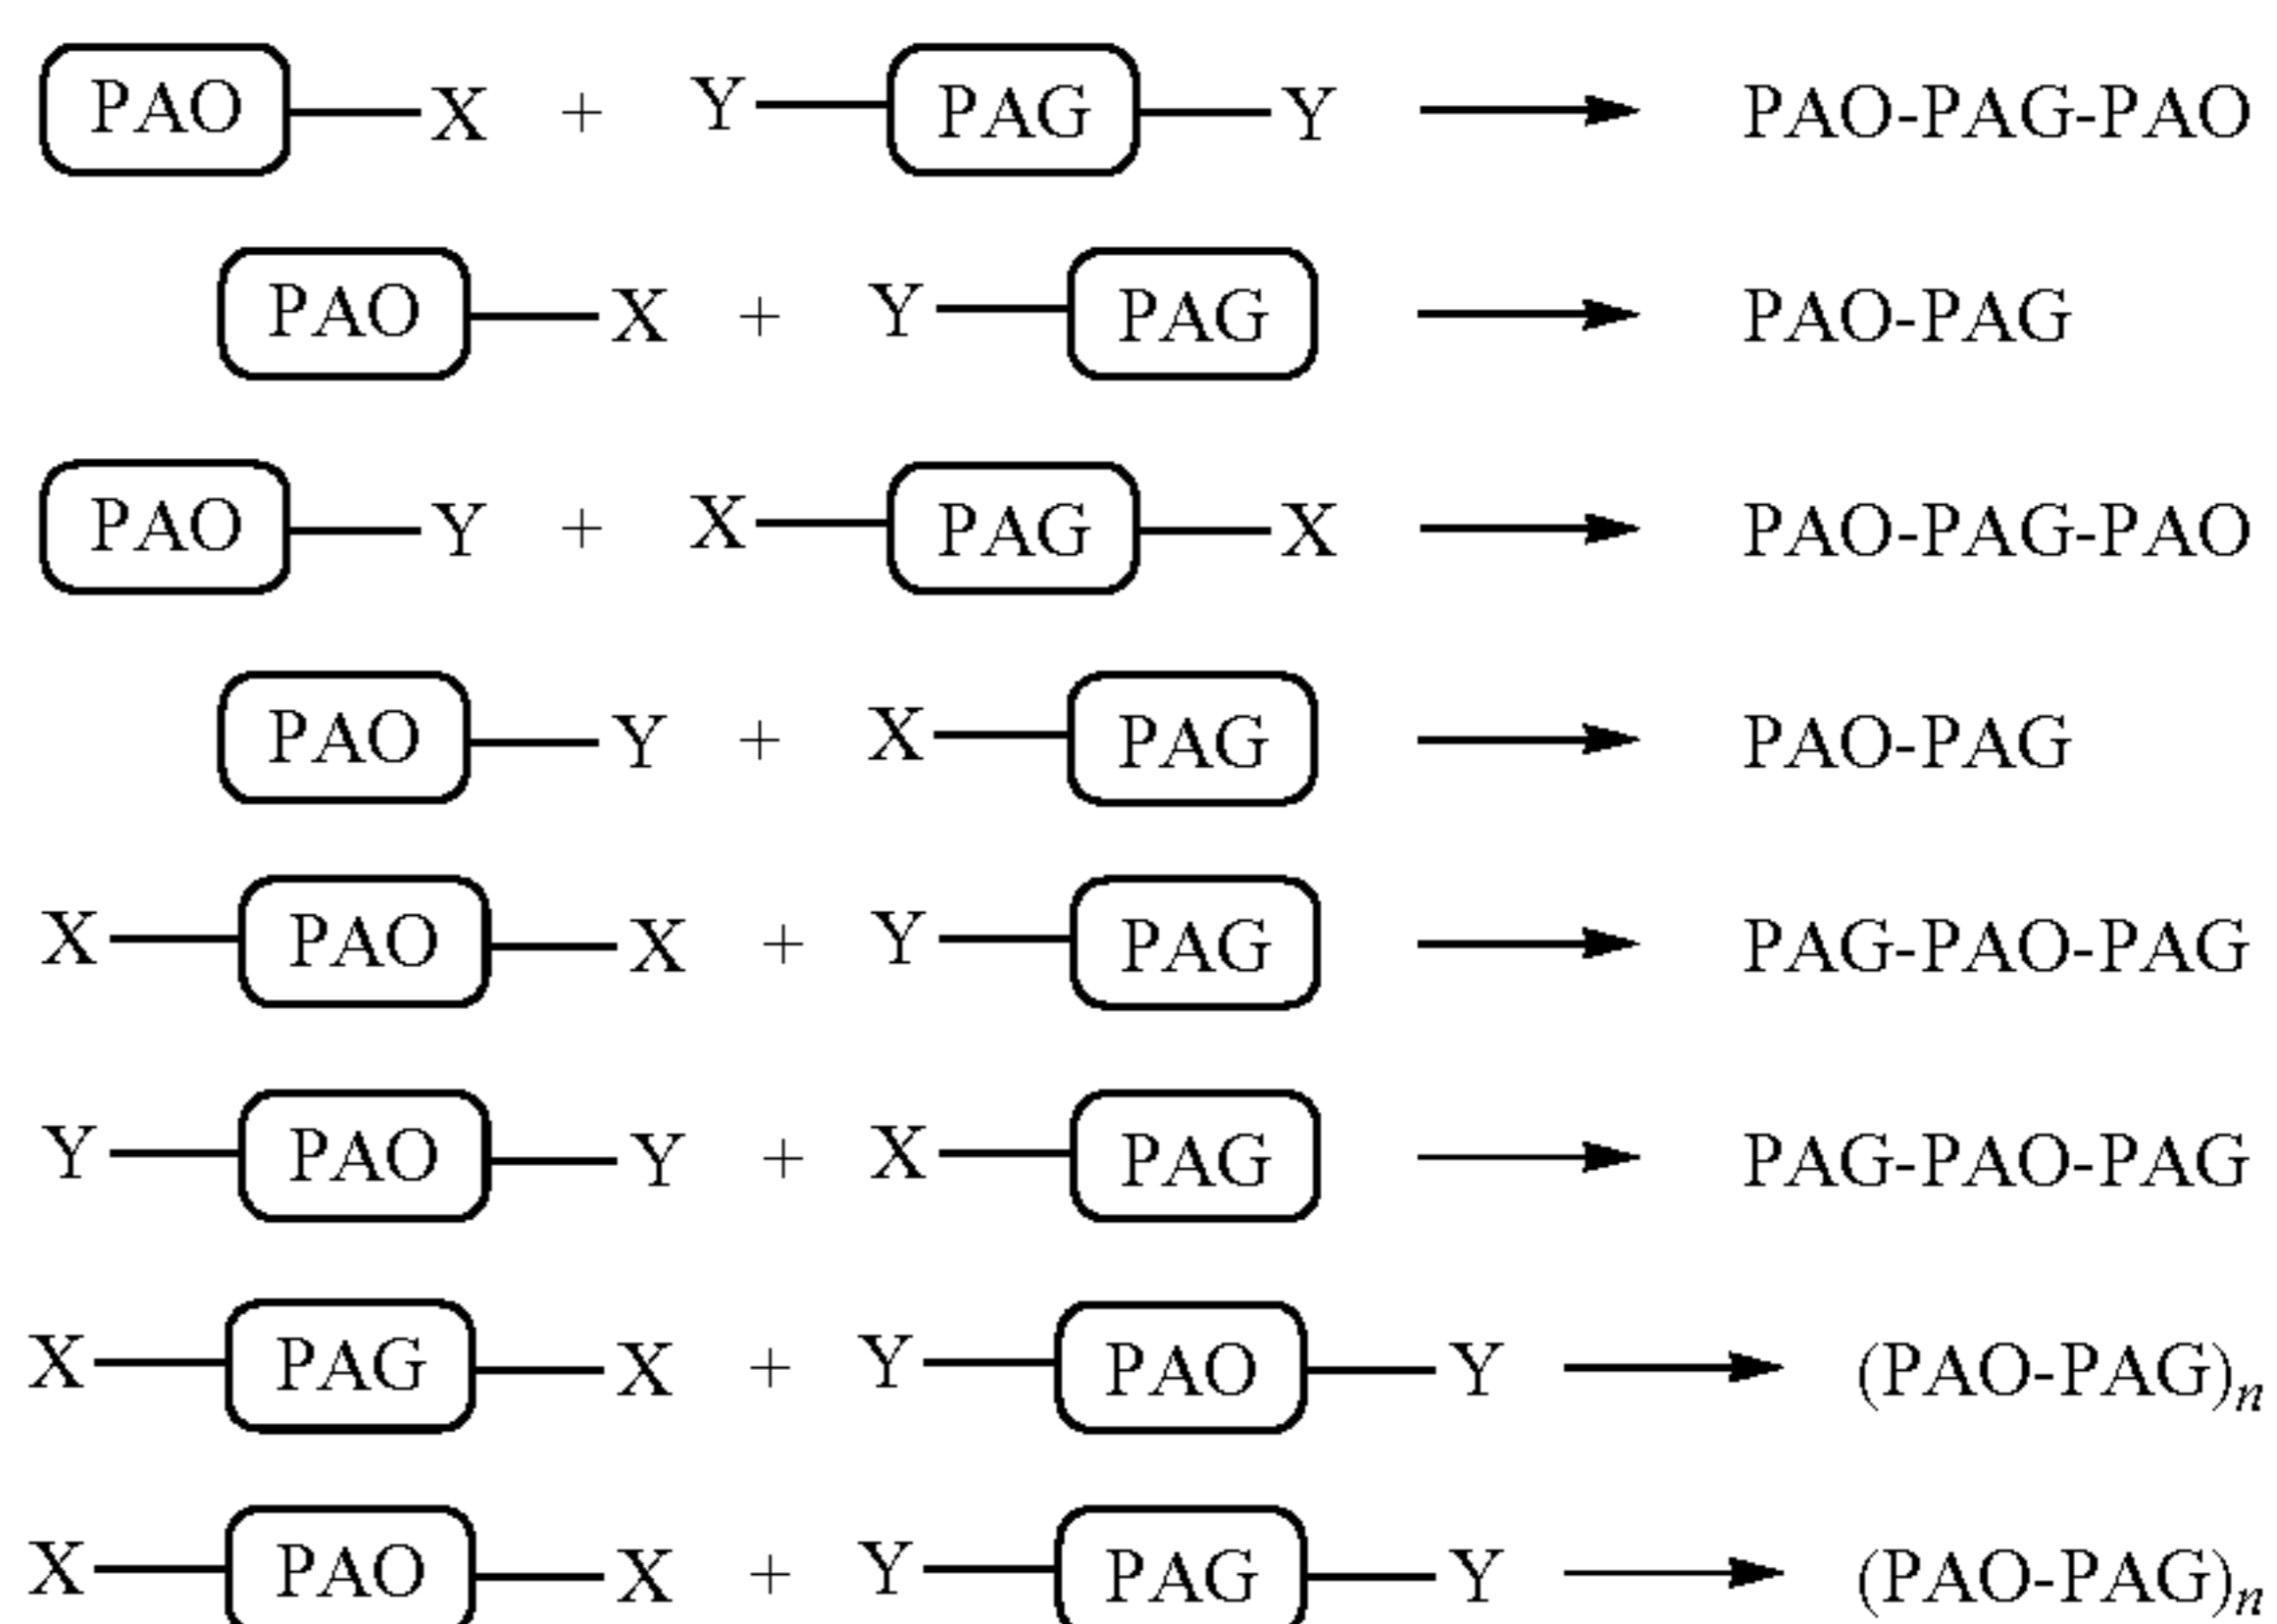 PAO X + Y PAG Y PAO-PAG-PAO
PAO X + Y PAG PAO-PAG
PAO Y + X PAG X PAO-PAG-PAO
PAO Y + X PAG PAO-PAG
X PAO X + Y PAG PAG-PAO-PAG
Y PAO Y + X PAG PAG-PAO-PAG
X PAG X + Y PAO Y (PAO-PAG)n
X PAO X + Y PAG Y (PAO-PAG)n